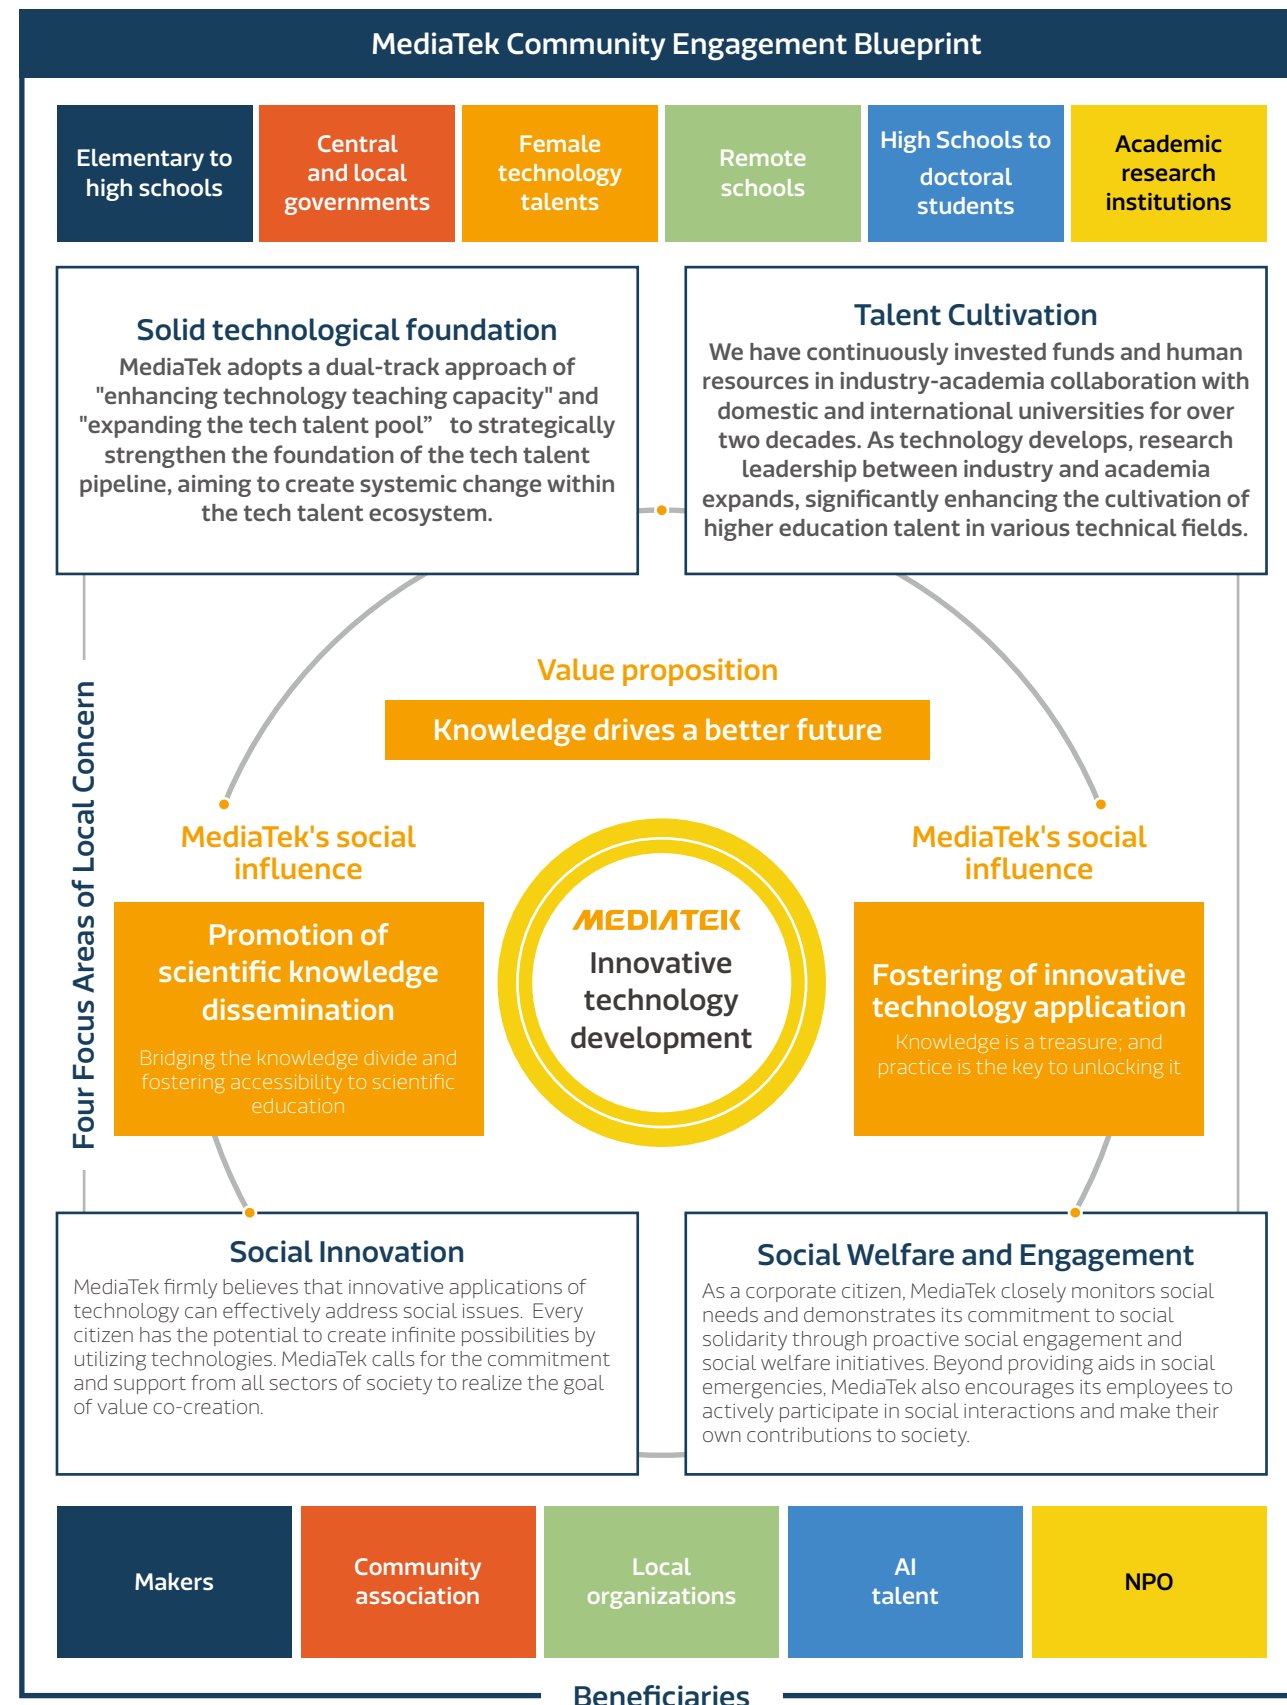 MediaTek Community Engagement Blueprint
Elementary to
high schools
Central
and local
governments
Female
technology
talents
Remote
schools
High Schools to
doctoral
students
Academic
research
institutions
Solid technological foundation
MediaTek adopts a dual-track approach of
"enhancing technology teaching capacity" and
"expanding the tech talent pool” to strategically
strengthen the foundation of the tech talent
pipeline, aiming to create systemic change within
the tech talent ecosystem.
Talent Cultivation
We have continuously invested funds and human
resources in industry-academia collaboration with
domestic and international universities for over
two decades. As technology develops, research
leadership between industry and academia
expands, significantly enhancing the cultivation of
higher education talent in various technical fields.
Four Focus Areas of Local Concern
Value proposition
Knowledge drives a better future
MediaTek's social
influence
Promotion of
scientific knowledge
dissemination
Bridging the knowledge divide and
fostering accessibility to scientific
education
MEDIATEK
Innovative
technology
development
MediaTek's social
influence
Fostering of innovative
technology application
Knowledge is a treasure; and
practice is the key to unlocking it
Social Innovation
MediaTek firmly believes that innovative applications of
technology can effectively address social issues. Every
citizen has the potential to create infinite possibilities by
utilizing technologies. MediaTek calls for the commitment
and support from all sectors of society to realize the goal
of value co-creation.
Social Welfare and Engagement
As a corporate citizen, MediaTek closely monitors social
needs and demonstrates its commitment to social
solidarity through proactive social engagement and
social welfare initiatives. Beyond providing aids in social
emergencies, MediaTek also encourages its employees to
actively participate in social interactions and make their
own contributions to society.
Makers
Community
association
Local
organizations
AI
talent
NPO
Beneficiaries